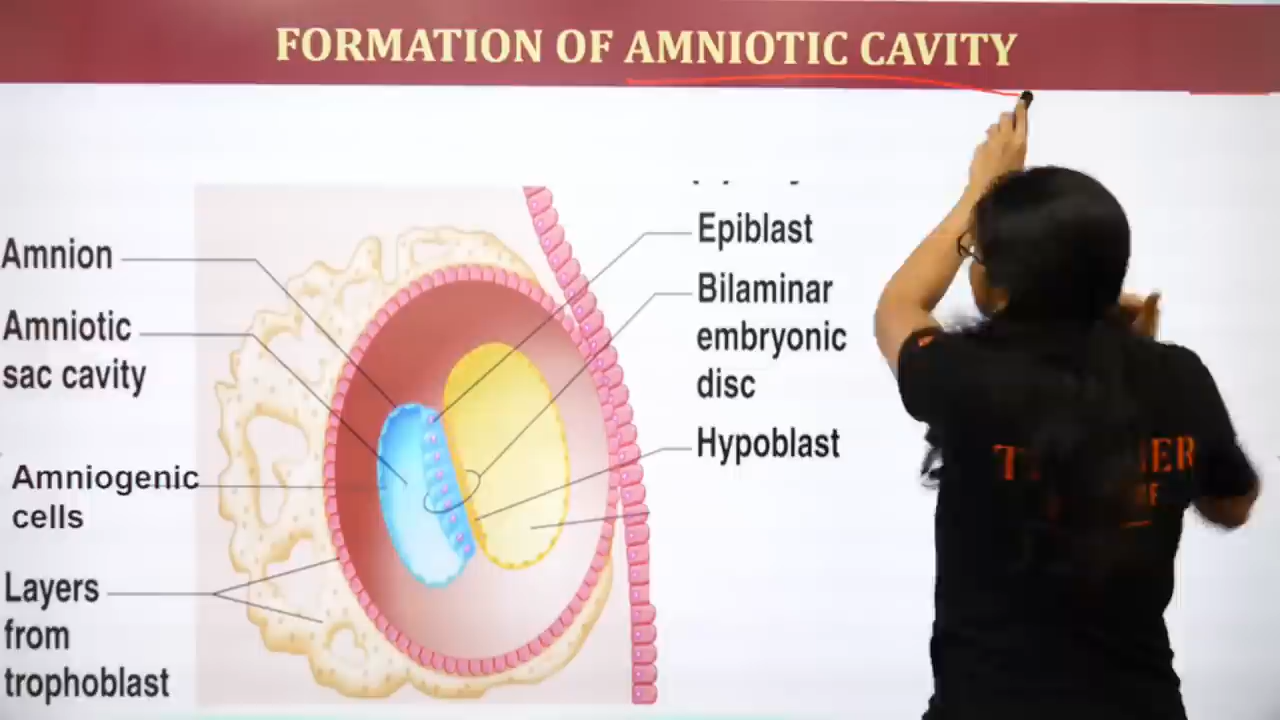 FORMATION OF AMNIOTIC CAVITY
Amnion
Amniotic
sac cavity
Amniogenic
cells
Layers
from
trophoblast
Epiblast
Bilaminar
embryonic
disc
Hypoblast